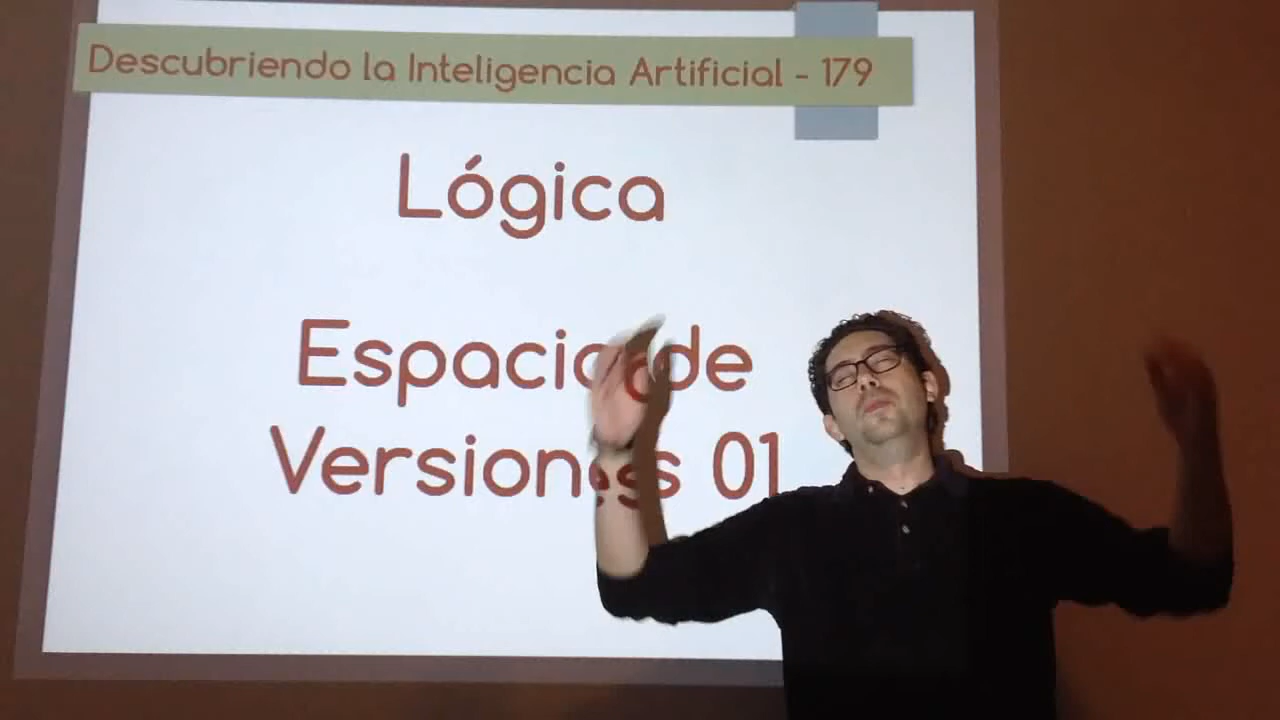 Descubriendo la Inteligencia Artificial - 179
Lógica
Espacio de
Versiones 01